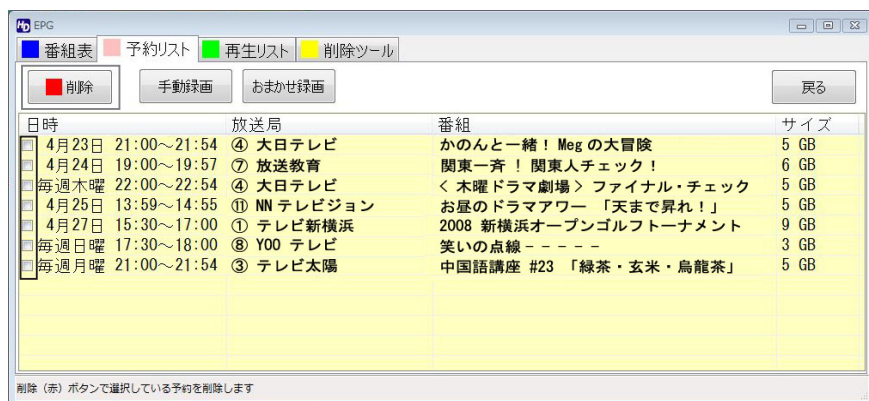 HD EPG
番組表 予約リスト 再生リスト 削除ツール
削除 手動録画 おまかせ録画 戻る
日時 放送局 番組 サイズ
4月23日 21:00～21:54 ④ 大日テレビ かのんと一緒！ Meg の大冒険 5 GB
4月24日 19:00～19:57 ⑦ 放送教育 関東一斉 ！ 関東人チェック！ 6 GB
毎週木曜 22:00～22:54 ④ 大日テレビ ＜ 木曜ドラマ劇場＞ ファイナル・チェック 5 GB
4月25日 13:59～14:55 ⑪ NN テレビジョン お昼のドラマアワー 「天まで昇れ！」 5 GB
4月27日 15:30～17:00 ① テレビ新横浜 2008 新横浜オープンゴルフトーナメント 9 GB
毎週日曜 17:30～18:00 ⑧ YOO テレビ 笑いの点線－－－－－ 3 GB
毎週月曜 21:00～21:54 ③ テレビ太陽 中国語講座 #23 「緑茶・玄米・烏龍茶」 5 GB
削除（赤）ボタンで選択している予約を削除します